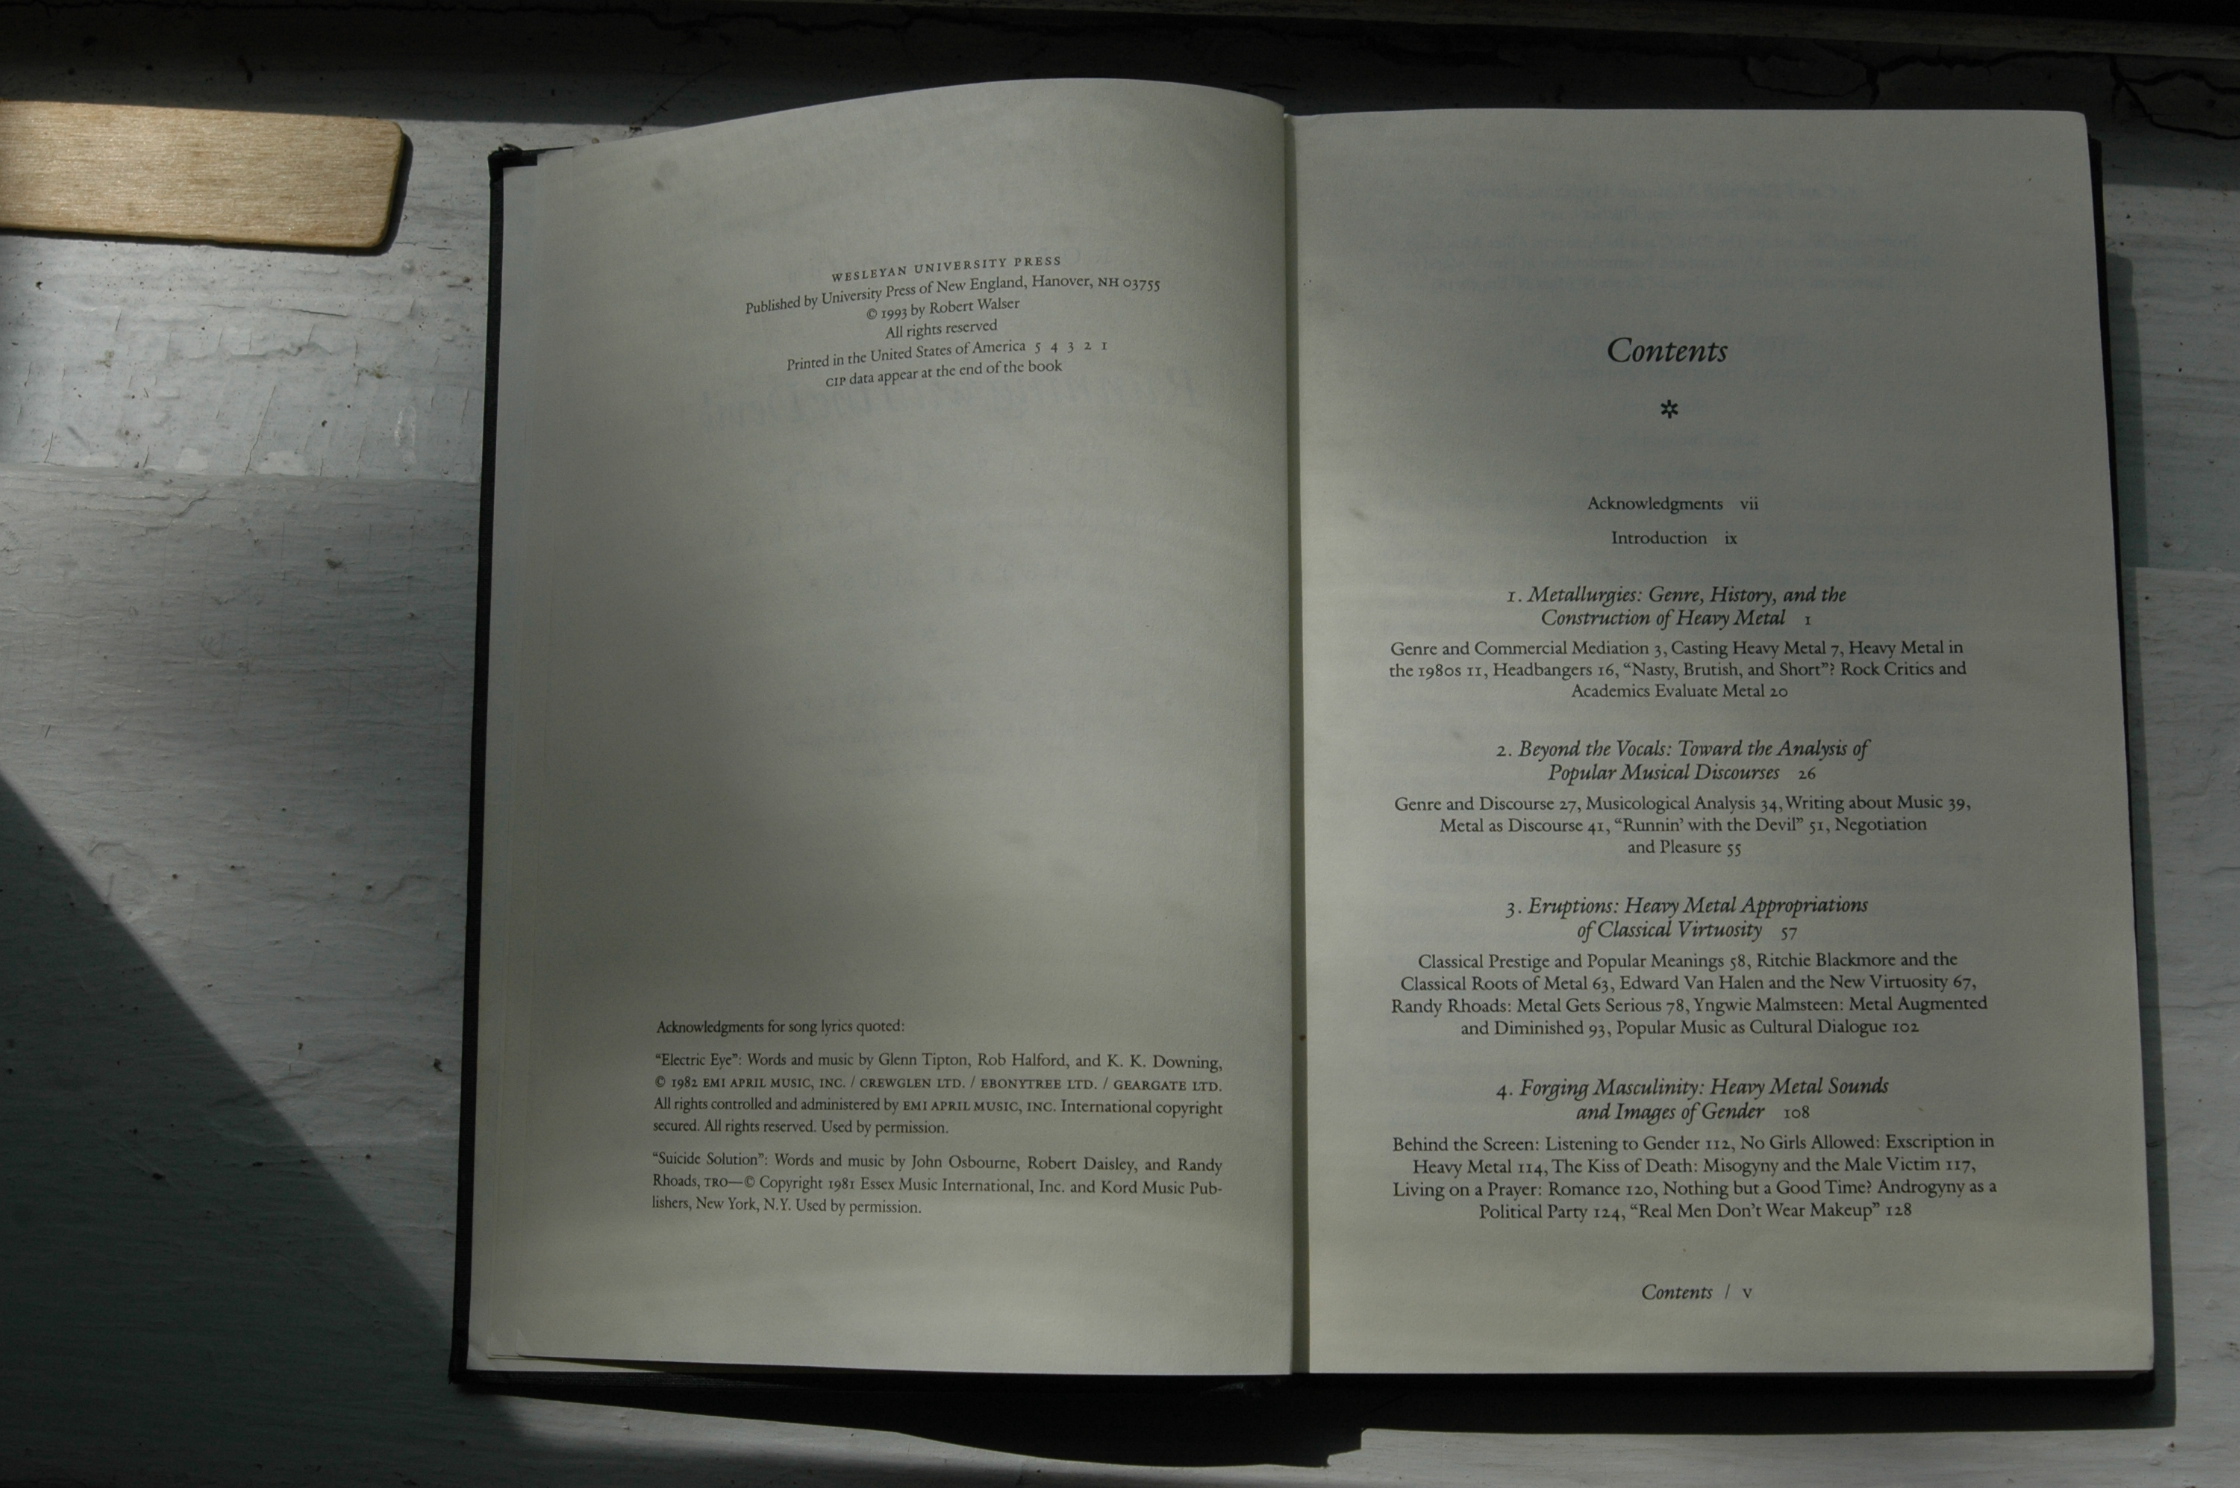 WESLEYAN UNIVERSITY PRESS
Published by University Press of New England, Hanover, NH 03755
© 1993 by Robert Walser
All rights reserved
Printed in the United States of America 5 4 3 2 1
CIP data appear at the end of the book
Acknowledgments for song lyrics quoted:
“Electric Eye”: Words and music by Glenn Tipton, Rob Halford, and K. K. Downing,
© 1982 EMI APRIL MUSIC, INC. / CREWGLEN LTD. / EBONYTREE LTD. / GEARGATE LTD.
All rights controlled and administered by EMI APRIL MUSIC, INC. International copyright
secured. All rights reserved. Used by permission.
“Suicide Solution”: Words and music by John Osbourne, Robert Daisley, and Randy
Rhoads, TRO—© Copyright 1981 Essex Music International, Inc. and Kord Music Pub-
lishers, New York, N.Y. Used by permission.
Contents
✲
Acknowledgments vii
Introduction ix
1. Metallurgies: Genre, History, and the
Construction of Heavy Metal 1
Genre and Commercial Mediation 3, Casting Heavy Metal 7, Heavy Metal in
the 1980s 11, Headbangers 16, “Nasty, Brutish, and Short”? Rock Critics and
Academics Evaluate Metal 20
2. Beyond the Vocals: Toward the Analysis of
Popular Musical Discourses 26
Genre and Discourse 27, Musicological Analysis 34, Writing about Music 39,
Metal as Discourse 41, “Runnin’ with the Devil” 51, Negotiation
and Pleasure 55
3. Eruptions: Heavy Metal Appropriations
of Classical Virtuosity 57
Classical Prestige and Popular Meanings 58, Ritchie Blackmore and the
Classical Roots of Metal 63, Edward Van Halen and the New Virtuosity 67,
Randy Rhoads: Metal Gets Serious 78, Yngwie Malmsteen: Metal Augmented
and Diminished 93, Popular Music as Cultural Dialogue 102
4. Forging Masculinity: Heavy Metal Sounds
and Images of Gender 108
Behind the Screen: Listening to Gender 112, No Girls Allowed: Exscription in
Heavy Metal 114, The Kiss of Death: Misogyny and the Male Victim 117,
Living on a Prayer: Romance 120, Nothing but a Good Time? Androgyny as a
Political Party 124, “Real Men Don’t Wear Makeup” 128
Contents / v